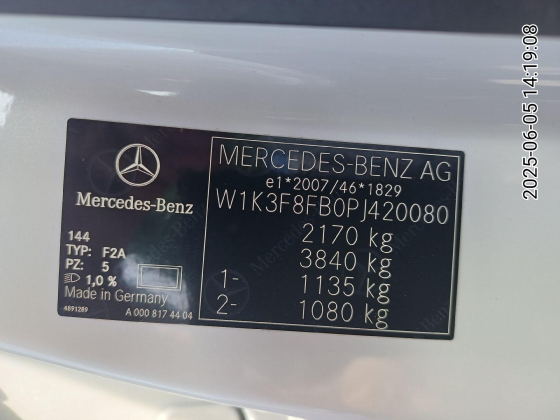 2025-06-05 14:19:08
MERCEDES-BENZ AG
e1*2007/46*1829
W1K3F8FB0PJ420080
2170 kg
3840 kg
1- 1135 kg
2- 1080 kg
Mercedes-Benz
144
TYP: F2A
PZ: 5
1,0 %
Made in Germany
4891289 A 000 817 44 04